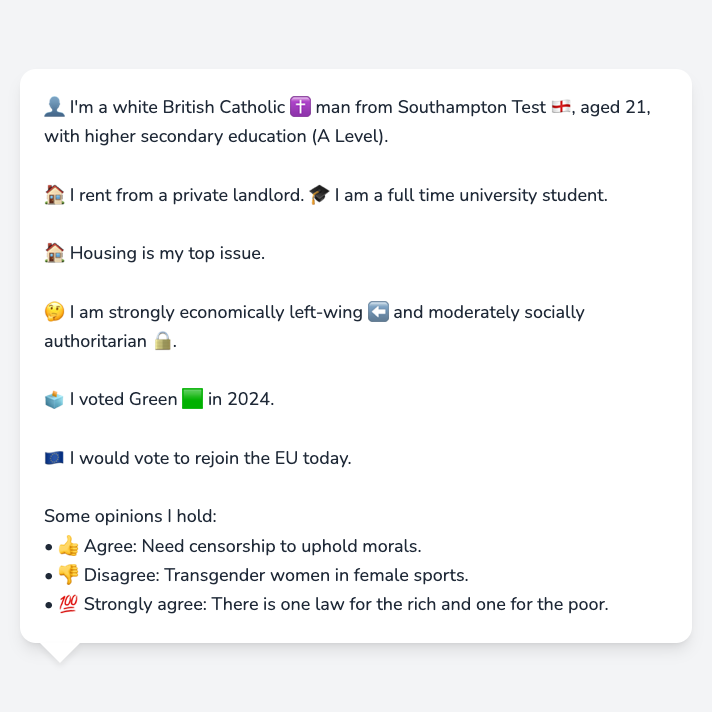 👤 I'm a white British Catholic ✝️ man from Southampton Test 🏴󠁧󠁢󠁥󠁮󠁧󠁿, aged 21,
with higher secondary education (A Level).
🏠 I rent from a private landlord. 🎓 I am a full time university student.
🏠 Housing is my top issue.
🤔 I am strongly economically left-wing ⬅️ and moderately socially
authoritarian 🔒.
🗳️ I voted Green 🟩 in 2024.
🇪🇺 I would vote to rejoin the EU today.
Some opinions I hold:
• 👍 Agree: Need censorship to uphold morals.
• 👎 Disagree: Transgender women in female sports.
• 💯 Strongly agree: There is one law for the rich and one for the poor.